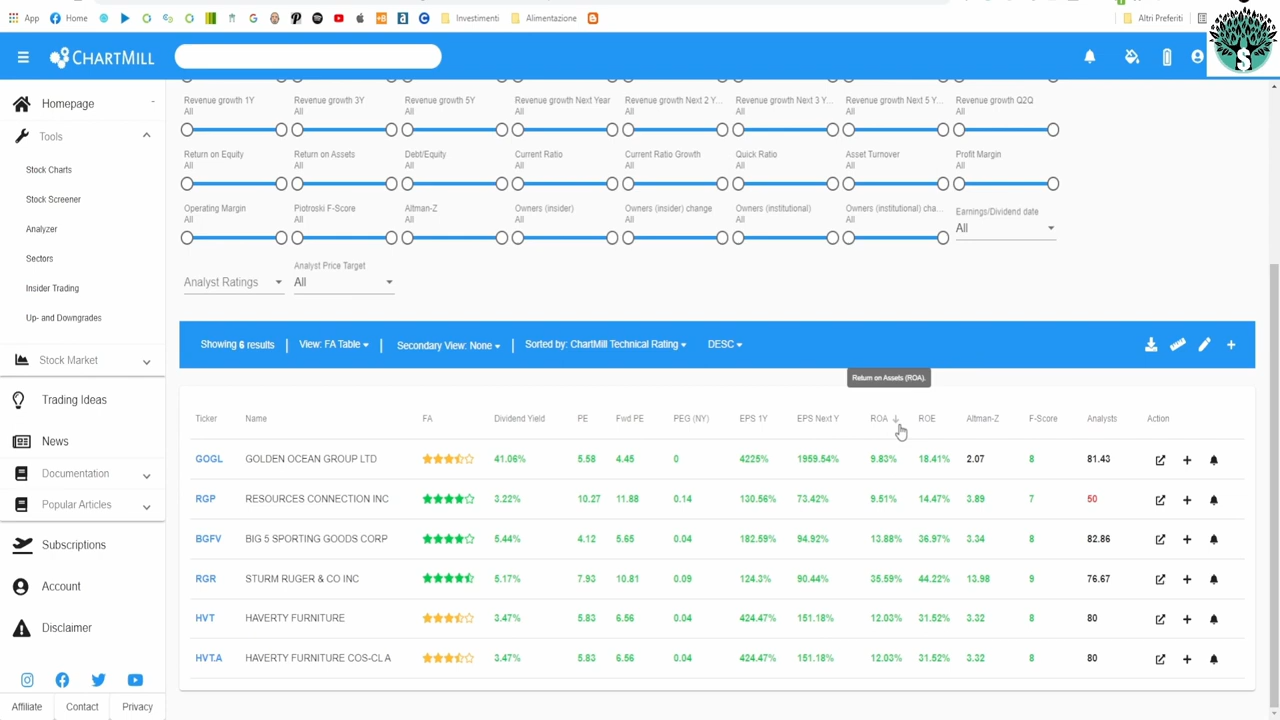 App
Home
Investimenti
Alimentazione
Altri Preferiti
CHARTMILL
$
Homepage
Tools
Stock Charts
Stock Screener
Analyzer
Sectors
Insider Trading
Up- and Downgrades
Stock Market
Trading Ideas
News
Documentation
Popular Articles
Subscriptions
Account
Disclaimer
Affiliate Contact Privacy
Revenue growth 1Y Revenue growth 3Y Revenue growth 5Y Revenue growth Next Year Revenue growth Next 2 Y... Revenue growth Next 3 Y... Revenue growth Next 5 Y... Revenue growth Q2Q
All All All All All All All All
Return on Equity Return on Assets Debt/Equity Current Ratio Current Ratio Growth Quick Ratio Asset Turnover Profit Margin
All All All All All All All All
Operating Margin Piotroski F-Score Altman-Z Owners (insider) Owners (insider) change Owners (institutional) Owners (institutional) cha... Earnings/Dividend date
All All All All All All All All
Analyst Ratings Analyst Price Target
All
Showing 6 results View: FA Table Secondary View: None Sorted by: ChartMill Technical Rating DESC
Return on Assets (ROA).
Ticker Name FA Dividend Yield PE Fwd PE PEG (NY) EPS 1Y EPS Next Y ROA ROE Altman-Z F-Score Analysts Action
GOGL GOLDEN OCEAN GROUP LTD 41.06% 5.58 4.45 0 4225% 1959.54% 9.83% 18.41% 2.07 8 81.43
RGP RESOURCES CONNECTION INC 3.22% 10.27 11.88 0.14 130.56% 73.42% 9.51% 14.47% 3.89 7 50
BGFV BIG 5 SPORTING GOODS CORP 5.44% 4.12 5.65 0.04 182.59% 94.92% 13.88% 36.97% 3.34 8 82.86
RGR STURM RUGER & CO INC 5.17% 7.93 10.81 0.09 124.3% 90.44% 35.59% 44.22% 13.98 9 76.67
HVT HAVERTY FURNITURE 3.47% 5.83 6.56 0.04 424.47% 151.18% 12.03% 31.52% 3.32 8 80
HVT.A HAVERTY FURNITURE COS-CL A 3.47% 5.83 6.56 0.04 424.47% 151.18% 12.03% 31.52% 3.32 8 80